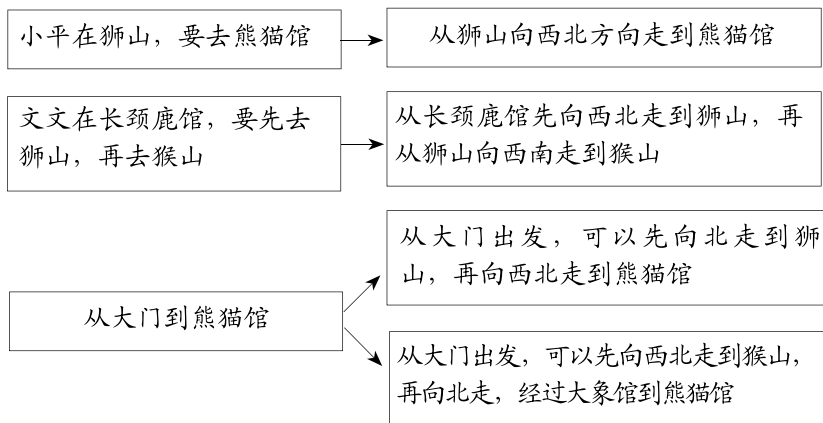 小平在狮山，要去熊猫馆
从狮山向西北方向走到熊猫馆
文文在长颈鹿馆，要先去
狮山，再去猴山
从长颈鹿馆先向西北走到狮山，再
从狮山向西南走到猴山
从大门到熊猫馆
从大门出发，可以先向北走到狮
山，再向西北走到熊猫馆
从大门出发，可以先向西北走到猴山，
再向北走，经过大象馆到熊猫馆